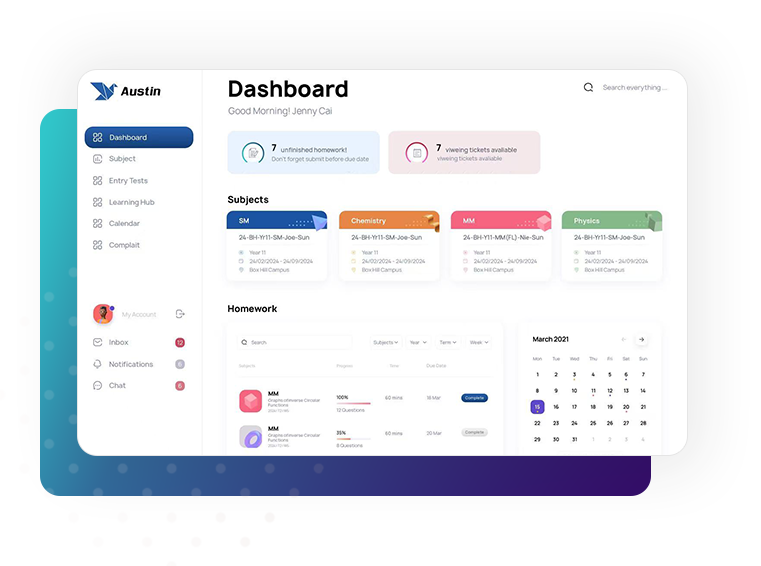 Austin
Dashboard
Subject
Entry Tests
Learning Hub
Calendar
Complait
My Account
Inbox 12
Notifications 6
Chat 6
Dashboard
Good Morning! Jenny Cai
Search everything...
7 unfinished homework!
Don't forget submit before due date
7 viweing tickets avaliable
viweing tickets avaliable
Subjects
SM
24-BH-Yr11-SM-Joe-Sun
Year 11
24/02/2024 - 24/09/2024
Box Hill Campus
Chemistry
24-BH-Yr11-SM-Joe-Sun
Year 11
24/02/2024 - 24/09/2024
Box Hill Campus
MM
24-BH-Y11-MM(FL)-Nie-Sun
Year 11
24/02/2024 - 24/09/2024
Box Hill Campus
Physics
24-BH-Yr11-SM-Joe-Sun
Year 11
24/02/2024 - 24/09/2024
Box Hill Campus
Homework
Search Subjects Year Term Week
Subjects Progress Time Due Date
MM
Functions
100%
12 Questions
60 mins 18 Mar Complete
MM
Functions
35%
8 Questions
60 mins 20 Mar Complete
March 2021
Mon Tue Wed Thu Fri Sat Sun
1 2 3 4 5 6 7
8 9 10 11 12 13 14
15 16 17 18 19 20 21
22 23 24 25 26 27 28
29 30 31 1 2 3 4